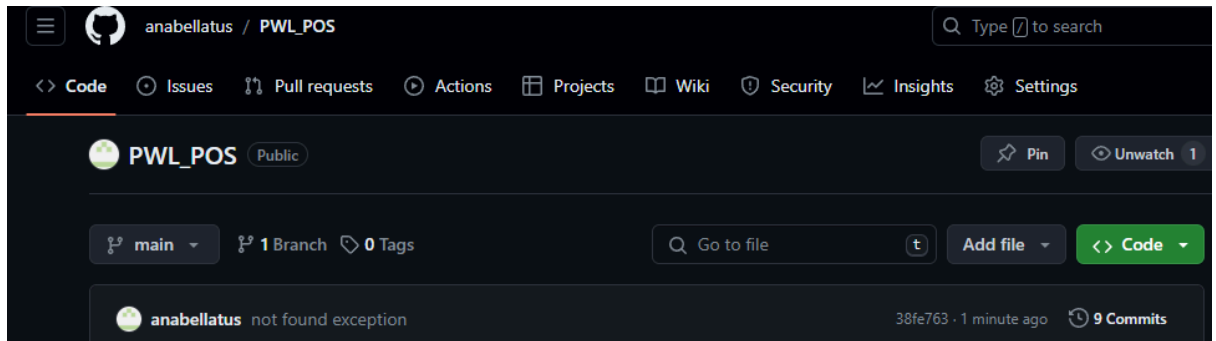 anabellatus / PWL_POS Type / to search
Code Issues Pull requests Actions Projects Wiki Security Insights Settings
PWL_POS Public Pin Unwatch 1
main 1 Branch 0 Tags Go to file t Add file Code
anabellatus not found exception 38fe763 · 1 minute ago 9 Commits